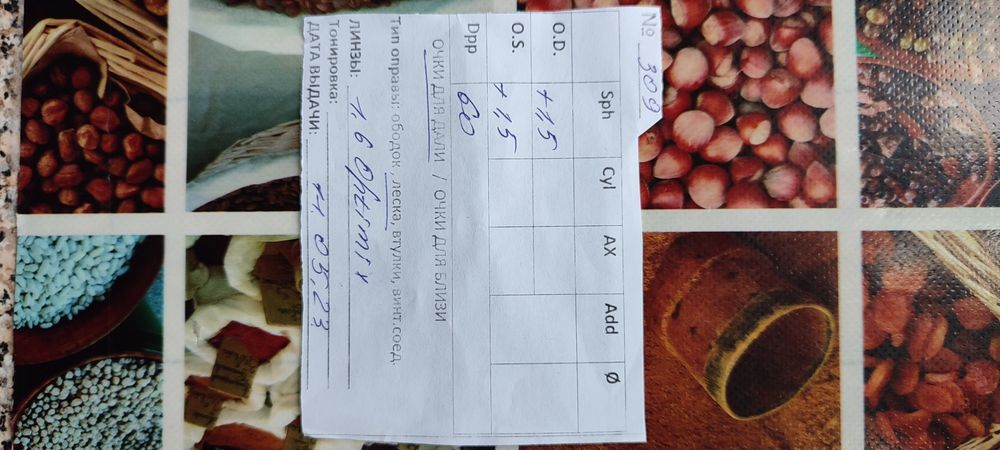 № 309
Sph Cyl AX Add Ø
O.D. + 1,5
O.S. + 1,5
Dpp 60
ОЧКИ ДЛЯ ДАЛИ / ОЧКИ ДЛЯ БЛИЗИ
тип оправы: ободок, леска, втулки, винт.соед.
ЛИНЗЫ: 1.6
тонировка:
ДАТА ВЫДАЧИ: 11.05.23